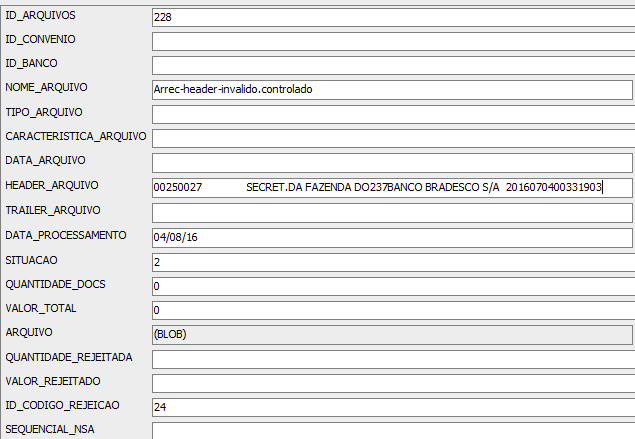 ID_ARQUIVOS 228
ID_CONVENIO
ID_BANCO
NOME_ARQUIVO Arrec-header-invalido.controlado
TIPO_ARQUIVO
CARACTERISTICA_ARQUIVO
DATA_ARQUIVO
HEADER_ARQUIVO 00250027 SECRET.DA FAZENDA DO237BANCO BRADESCO S/A 2016070400331903
TRAILER_ARQUIVO
DATA_PROCESSAMENTO 04/08/16
SITUACAO 2
QUANTIDADE_DOCS 0
VALOR_TOTAL 0
ARQUIVO (BLOB)
QUANTIDADE_REJEITADA
VALOR_REJEITADO
ID_CODIGO_REJEICAO 24
SEQUENCIAL_NSA